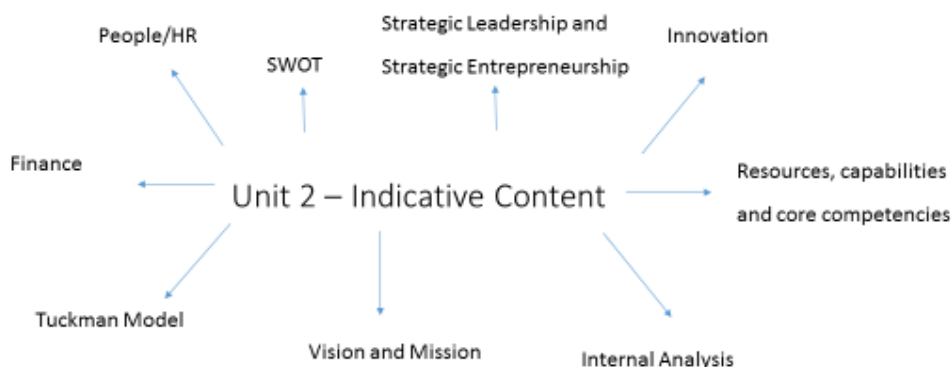 People/HR
SWOT
Strategic Leadership and
Strategic Entrepreneurship
Innovation
Finance
Unit 2 – Indicative Content
Resources, capabilities
and core competencies
Tuckman Model
Vision and Mission
Internal Analysis